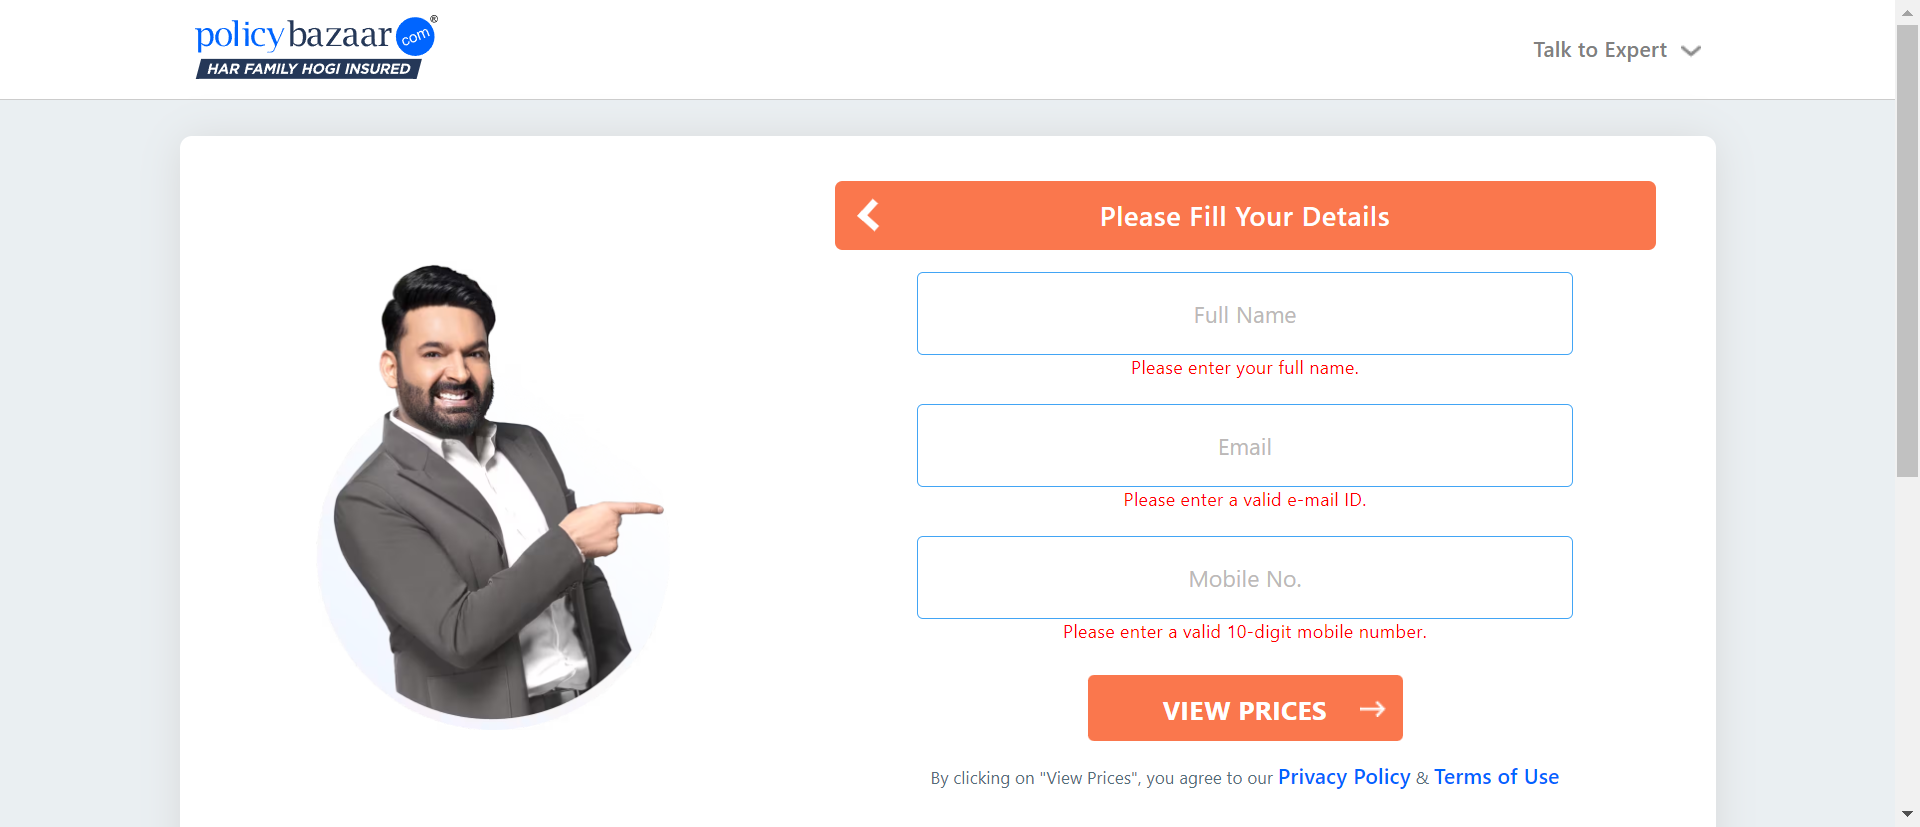 policybazaar.com®
HAR FAMILY HOGI INSURED
Talk to Expert
Please Fill Your Details
Full Name
Please enter your full name.
Email
Please enter a valid e-mail ID.
Mobile No.
Please enter a valid 10-digit mobile number.
VIEW PRICES
By clicking on "View Prices", you agree to our Privacy Policy & Terms of Use